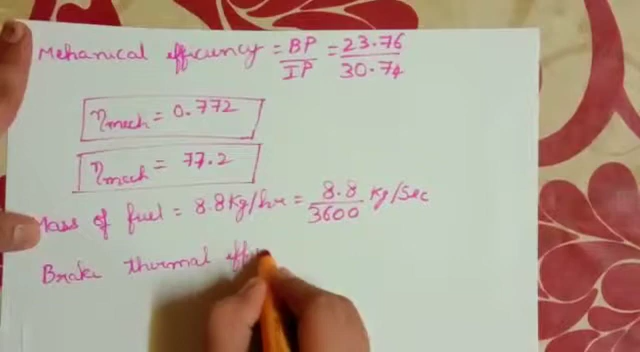 Mehanical efficiency = BP/IP = 23.76/30.74
ηmech = 0.772
ηmech = 77.2
Mass of fuel = 8.8 kg/hr = 8.8/3600 kg/sec
Brake thermal eff